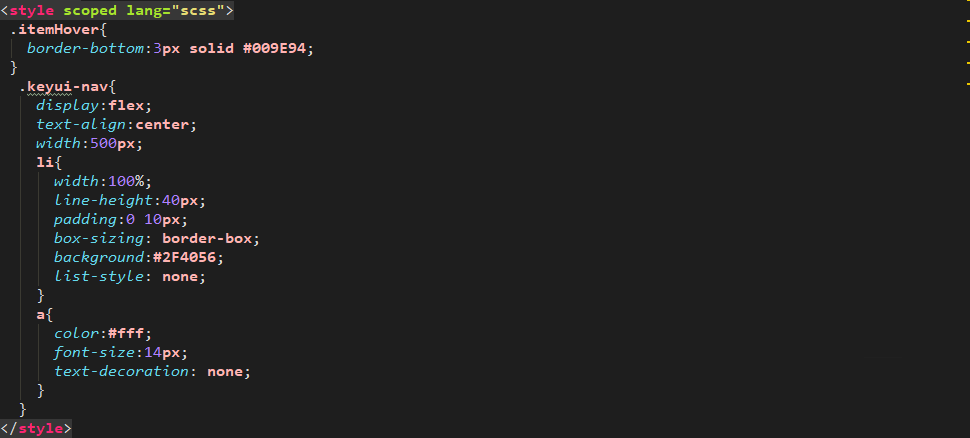 <style scoped lang="scss">
.itemHover{
border-bottom:3px solid #009E94;
}
.keyui-nav{
display:flex;
text-align:center;
width:500px;
li{
width:100%;
line-height:40px;
padding:0 10px;
box-sizing: border-box;
background:#2F4056;
list-style: none;
}
a{
color:#fff;
font-size:14px;
text-decoration: none;
}
}
</style>